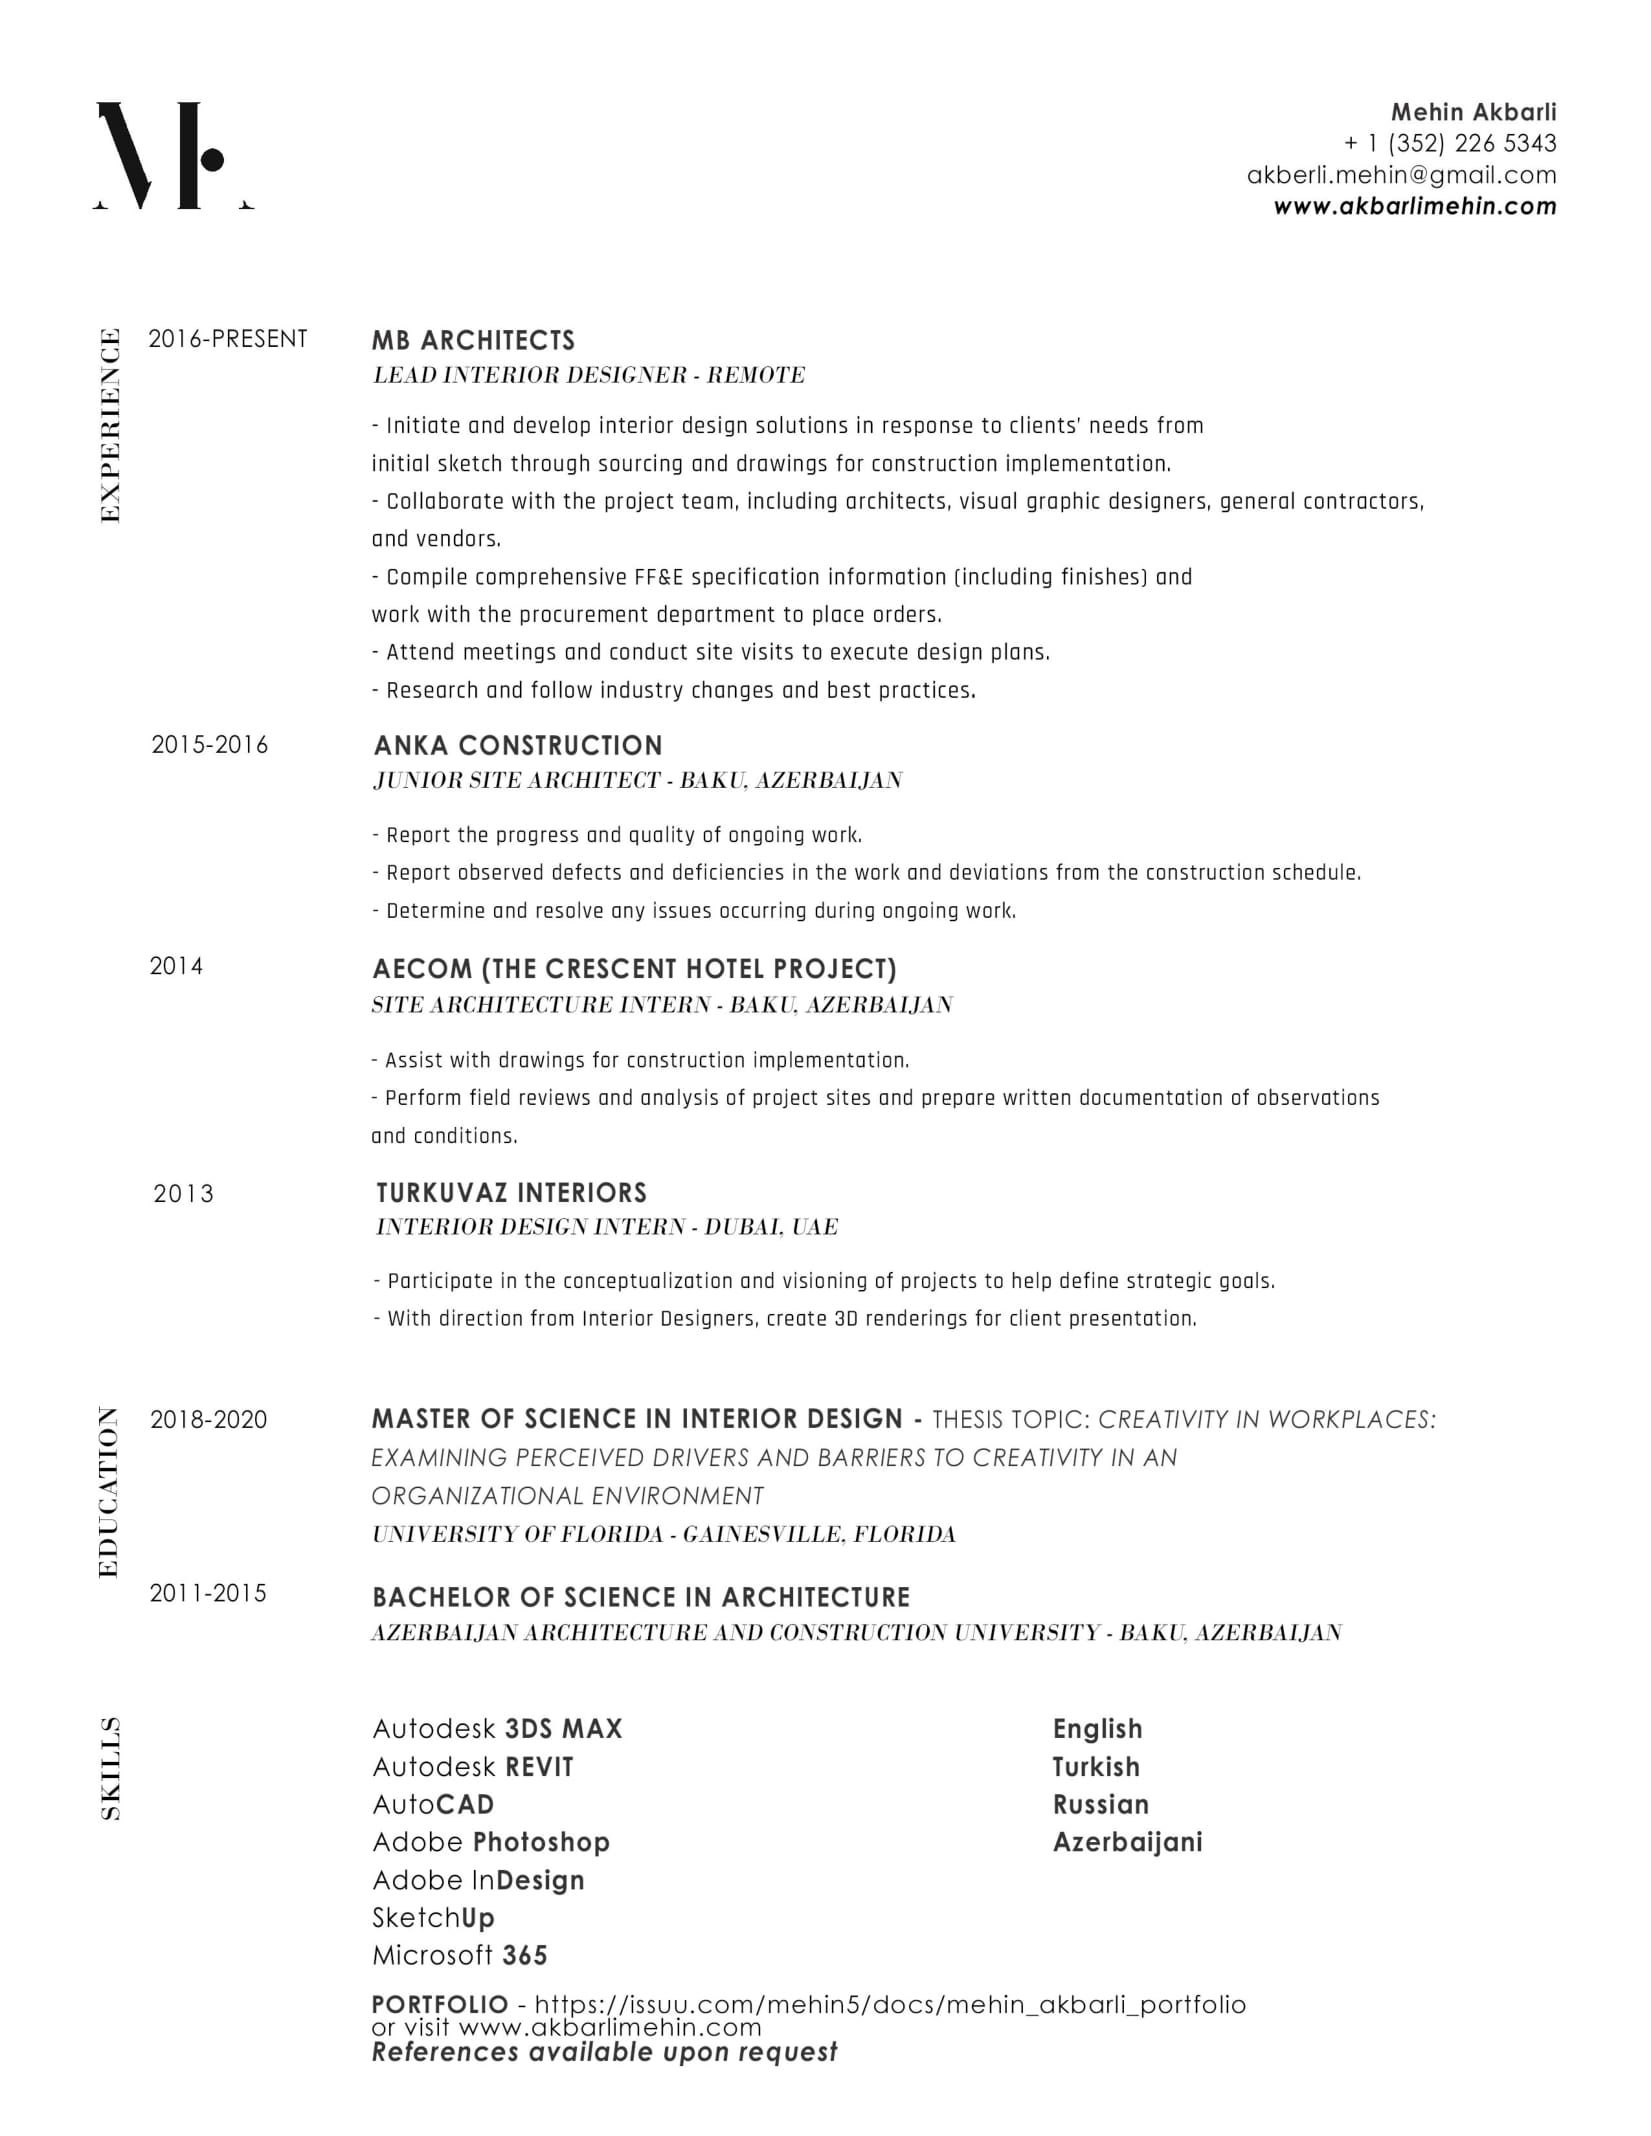 MA
Mehin Akbarli
+ 1 (352) 226 5343
akberli.mehin@gmail.com
www.akbarlimehin.com
EXPERIENCE
2016-PRESENT
MB ARCHITECTS
LEAD INTERIOR DESIGNER - REMOTE
- Initiate and develop interior design solutions in response to clients' needs from
initial sketch through sourcing and drawings for construction implementation.
- Collaborate with the project team, including architects, visual graphic designers, general contractors,
and vendors.
- Compile comprehensive FF&E specification information (including finishes) and
work with the procurement department to place orders.
- Attend meetings and conduct site visits to execute design plans.
- Research and follow industry changes and best practices.
2015-2016
ANKA CONSTRUCTION
JUNIOR SITE ARCHITECT - BAKU, AZERBAIJAN
- Report the progress and quality of ongoing work.
- Report observed defects and deficiencies in the work and deviations from the construction schedule.
- Determine and resolve any issues occurring during ongoing work.
2014
AECOM (THE CRESCENT HOTEL PROJECT)
SITE ARCHITECTURE INTERN - BAKU, AZERBAIJAN
- Assist with drawings for construction implementation.
- Perform field reviews and analysis of project sites and prepare written documentation of observations
and conditions.
2013
TURKUVAZ INTERIORS
INTERIOR DESIGN INTERN - DUBAI, UAE
- Participate in the conceptualization and visioning of projects to help define strategic goals.
- With direction from Interior Designers, create 3D renderings for client presentation.
EDUCATION
2018-2020
MASTER OF SCIENCE IN INTERIOR DESIGN - THESIS TOPIC: CREATIVITY IN WORKPLACES:
EXAMINING PERCEIVED DRIVERS AND BARRIERS TO CREATIVITY IN AN
ORGANIZATIONAL ENVIRONMENT
UNIVERSITY OF FLORIDA - GAINESVILLE, FLORIDA
2011-2015
BACHELOR OF SCIENCE IN ARCHITECTURE
AZERBAIJAN ARCHITECTURE AND CONSTRUCTION UNIVERSITY - BAKU, AZERBAIJAN
SKILLS
Autodesk 3DS MAX
Autodesk REVIT
AutoCAD
Adobe Photoshop
Adobe InDesign
SketchUp
Microsoft 365
English
Turkish
Russian
Azerbaijani
PORTFOLIO - https://issuu.com/mehin5/docs/mehin_akbarli_portfolio
or visit www.akbarlimehin.com
References available upon request